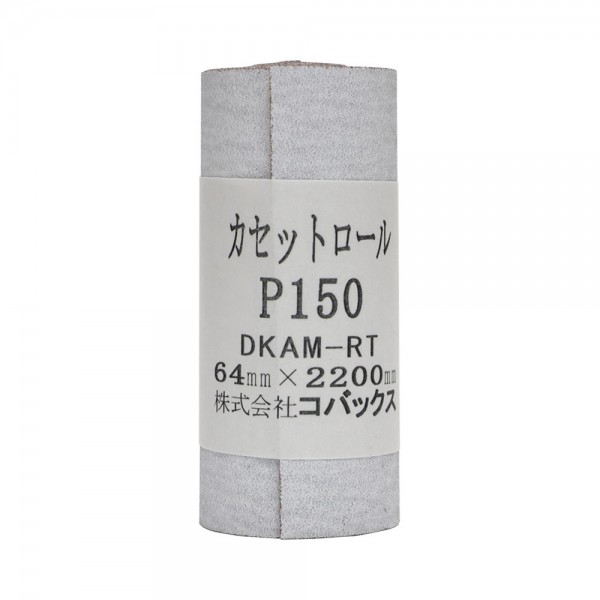 カセットロール
P150
DKAM-RT
64mm×2200mm
株式会社コバックス